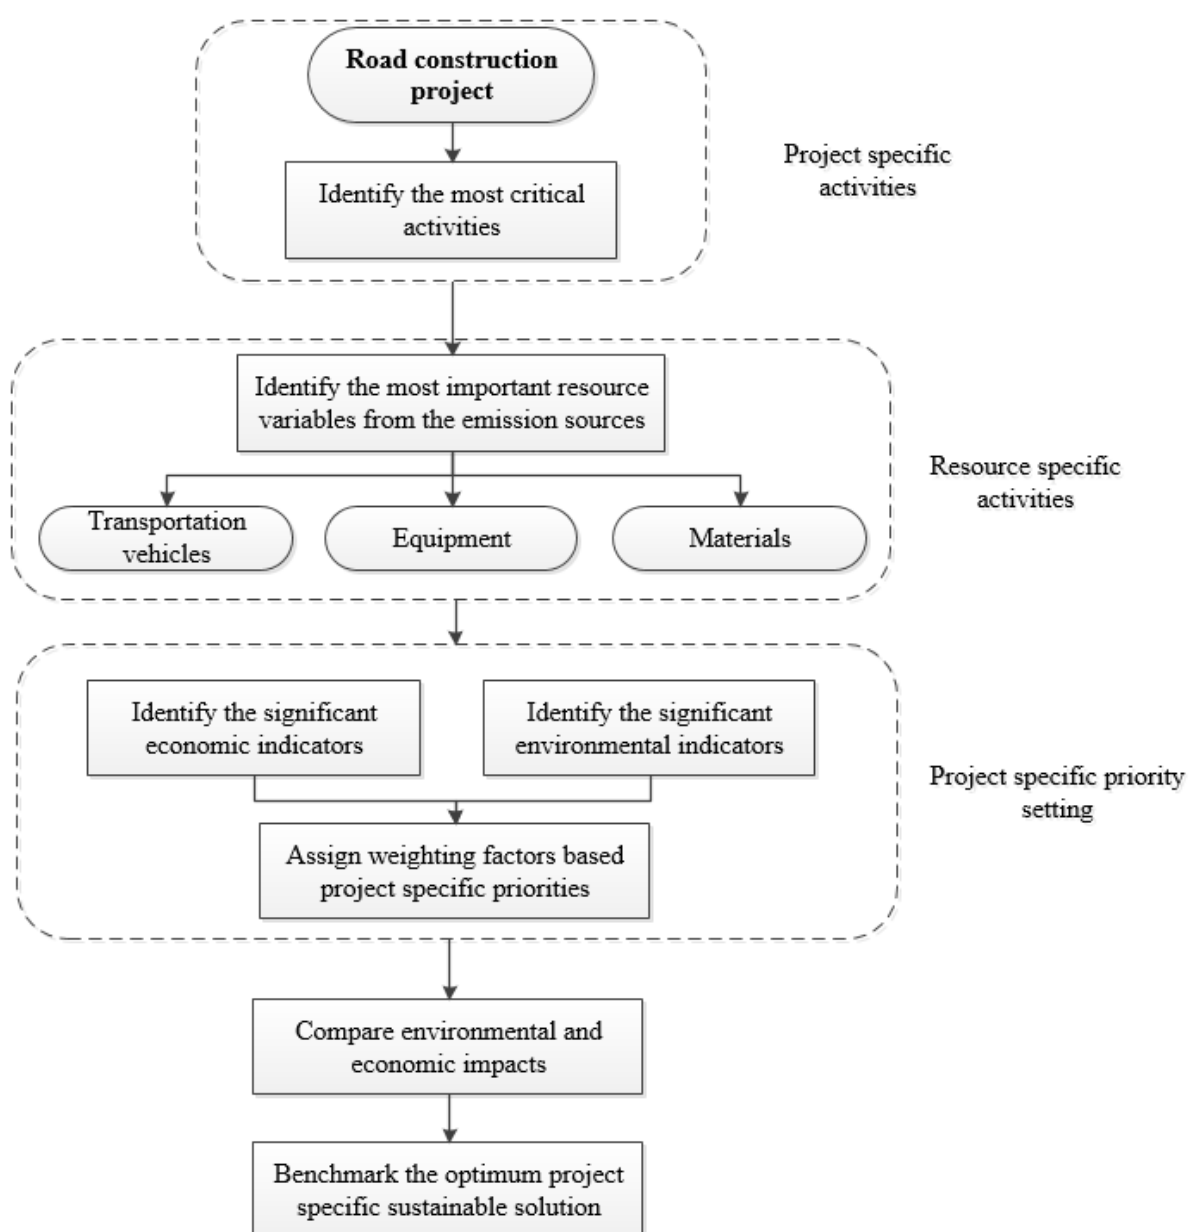 Road construction
project
Project specific
activities
Identify the most critical
activities
Identify the most important resource
variables from the emission sources
Resource specific
activities
Transportation
vehicles
Equipment
Materials
Identify the significant
economic indicators
Identify the significant
environmental indicators
Project specific priority
setting
Assign weighting factors based
project specific priorities
Compare environmental and
economic impacts
Benchmark the optimum project
specific sustainable solution